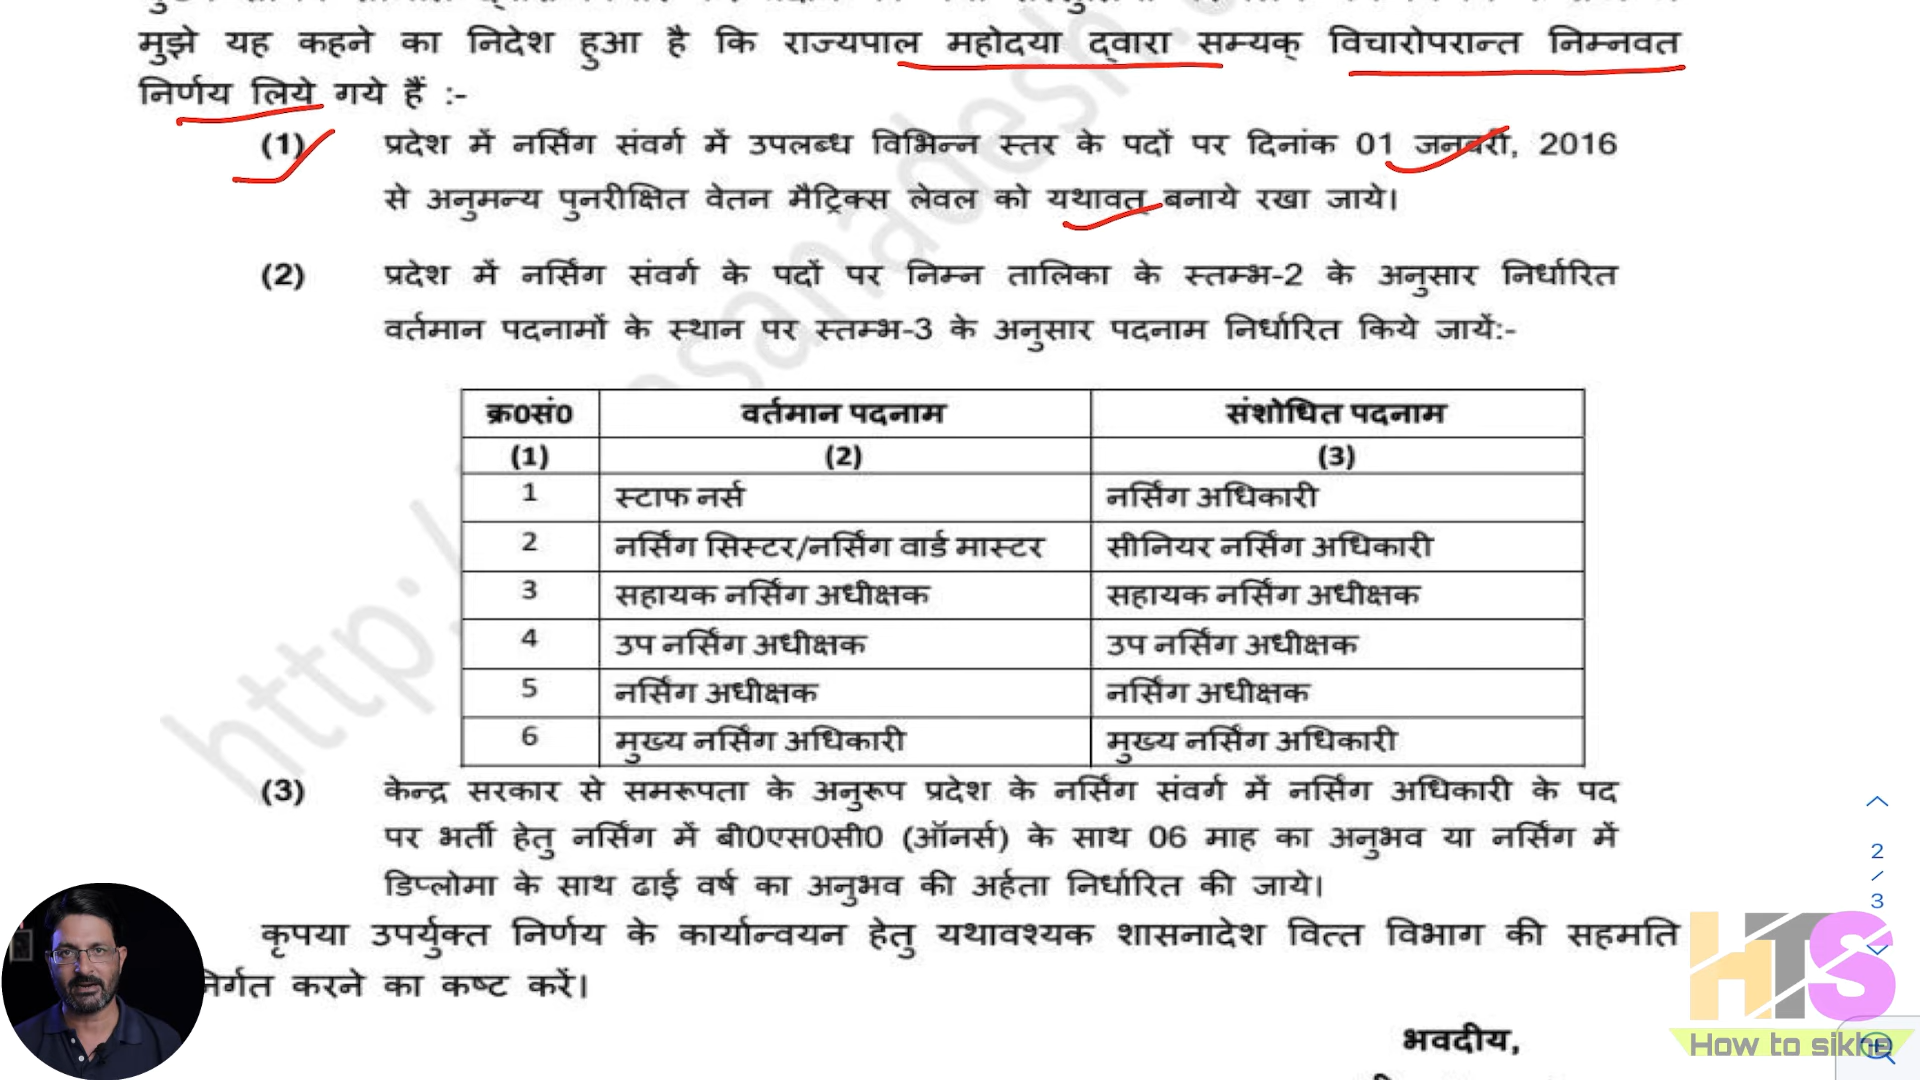 मुझे यह कहने का निदेश हुआ है कि राज्यपाल महोदया द्वारा सम्यक् विचारोपरान्त निम्नवत
निर्णय लिये गये हैं :-
(1) प्रदेश में नर्सिंग संवर्ग में उपलब्ध विभिन्न स्तर के पदों पर दिनांक 01 जनवरी, 2016
से अनुमन्य पुनरीक्षित वेतन मैट्रिक्स लेवल को यथावत् बनाये रखा जाये।
(2) प्रदेश में नर्सिंग संवर्ग के पदों पर निम्न तालिका के स्तम्भ-2 के अनुसार निर्धारित
वर्तमान पदनामों के स्थान पर स्तम्भ-3 के अनुसार पदनाम निर्धारित किये जायें:-
क्र0सं0 वर्तमान पदनाम संशोधित पदनाम
(1) (2) (3)
1 स्टाफ नर्स नर्सिंग अधिकारी
2 नर्सिंग सिस्टर/नर्सिंग वार्ड मास्टर सीनियर नर्सिंग अधिकारी
3 सहायक नर्सिंग अधीक्षक सहायक नर्सिंग अधीक्षक
4 उप नर्सिंग अधीक्षक उप नर्सिंग अधीक्षक
5 नर्सिंग अधीक्षक नर्सिंग अधीक्षक
6 मुख्य नर्सिंग अधिकारी मुख्य नर्सिंग अधिकारी
(3) केन्द्र सरकार से समरूपता के अनुरूप प्रदेश के नर्सिंग संवर्ग में नर्सिंग अधिकारी के पद
पर भर्ती हेतु नर्सिंग में बी0एस0सी0 (ऑनर्स) के साथ 06 माह का अनुभव या नर्सिंग में
डिप्लोमा के साथ ढाई वर्ष का अनुभव की अर्हता निर्धारित की जाये।
कृपया उपर्युक्त निर्णय के कार्यान्वयन हेतु यथावश्यक शासनादेश वित्त विभाग की सहमति
निर्गत करने का कष्ट करें।
भवदीय,
2
/
3
HTS
How to sikhe